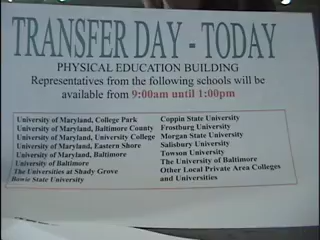 TRANSFER DAY - TODAY
PHYSICAL EDUCATION BUILDING
Representatives from the following schools will be
available from 9:00am until 1:00pm
University of Maryland, College Park
University of Maryland, Baltimore County
University of Maryland, University College
University of Maryland, Eastern Shore
University of Maryland, Baltimore
University of Baltimore
The Universities at Shady Grove
Bowie State University
Coppin State University
Frostburg University
Morgan State University
Salisbury University
Towson University
The University of Baltimore
Other Local Private Area Colleges
and Universities